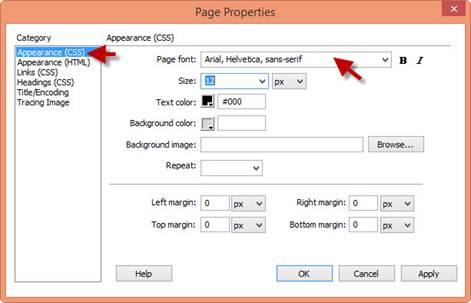 Page Properties
Category
Appearance (CSS)
Appearance (HTML)
Links (CSS)
Headings (CSS)
Title/Encoding
Tracing Image
Appearance (CSS)
Page font: Arial, Helvetica, sans-serif B I
Size: 12 px
Text color: #000
Background color:
Background image: Browse...
Repeat:
Left margin: 0 px Right margin: 0 px
Top margin: 0 px Bottom margin: 0 px
Help OK Cancel Apply